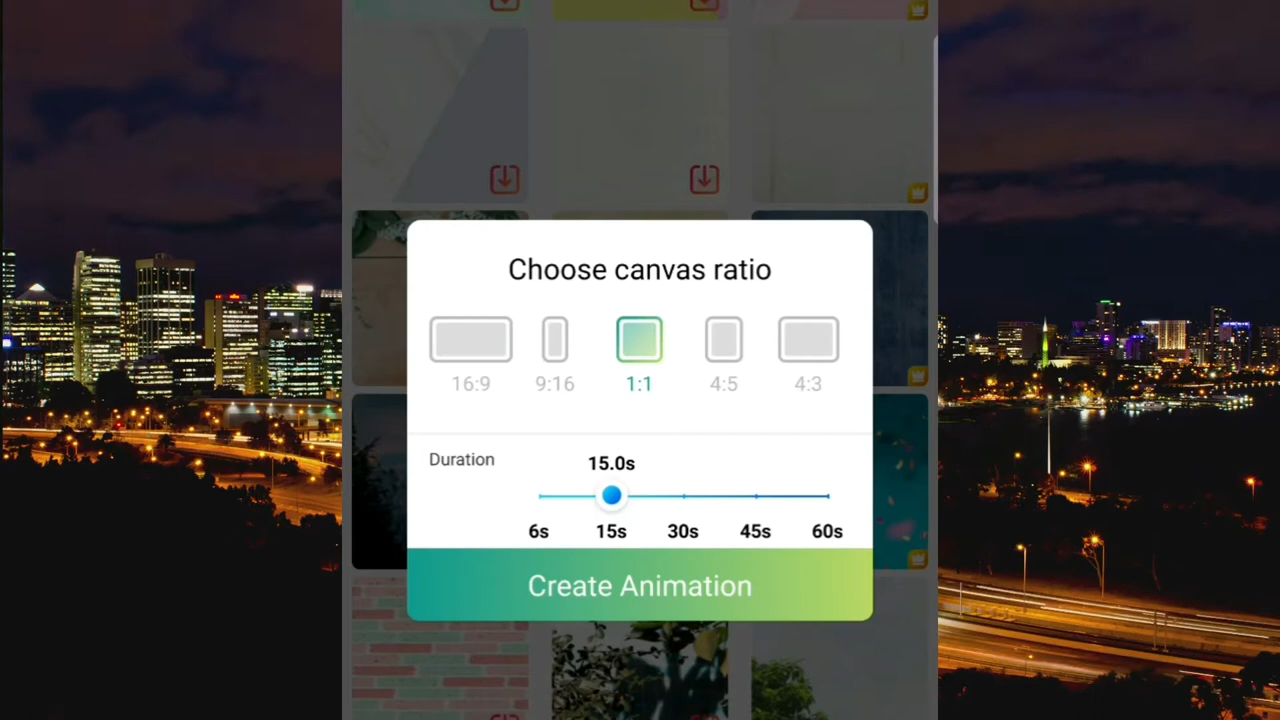 Choose canvas ratio
16:9 9:16 1:1 4:5 4:3
Duration 15.0s
6s 15s 30s 45s 60s
Create Animation